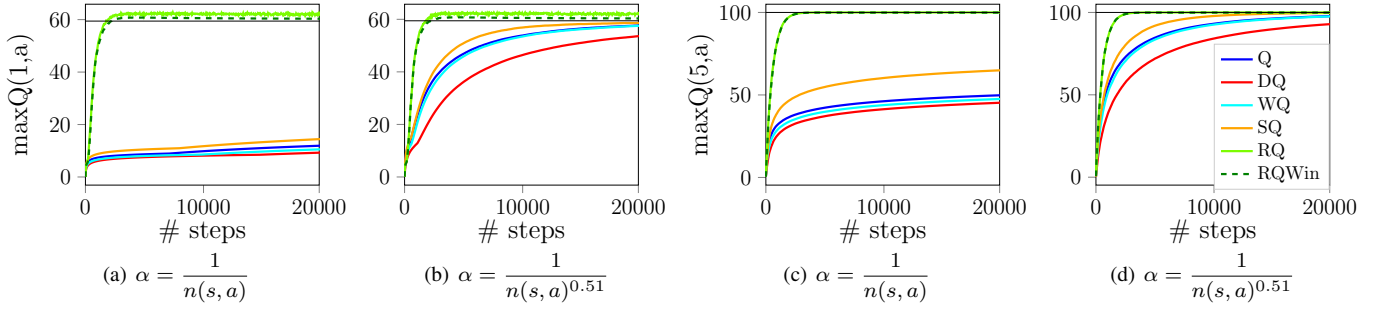 maxQ(1,a)
60
40
20
0
0
10000
20000
# steps
(a) α = 1 / n(s, a)
60
40
20
0
0
10000
20000
# steps
(b) α = 1 / n(s, a)^0.51
maxQ(5,a)
100
50
0
0
10000
20000
# steps
(c) α = 1 / n(s, a)
100
50
0
0
10000
20000
Q
DQ
WQ
SQ
RQ
RQWin
# steps
(d) α = 1 / n(s, a)^0.51